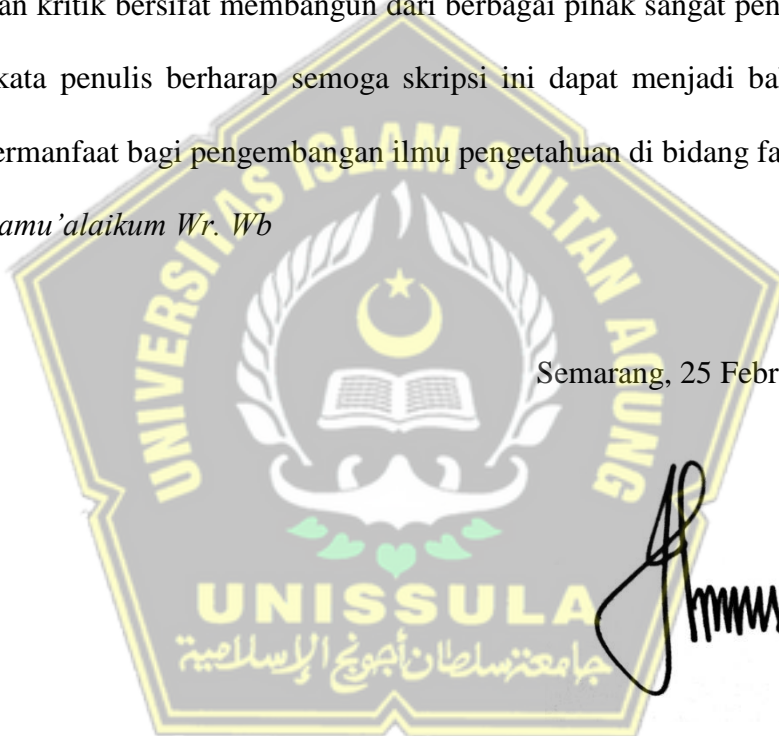 an kritik bersifat membangun dari berbagai pihak sangat pen
kata penulis berharap semoga skripsi ini dapat menjadi ba
ermanfaat bagi pengembangan ilmu pengetahuan di bidang fa
amu’alaikum Wr. Wb
UNIVERSITAS ISLAM SULTAN AGUNG
Semarang, 25 Febr
UNISSULA
جامعة سلطان أجونج الإسلامية